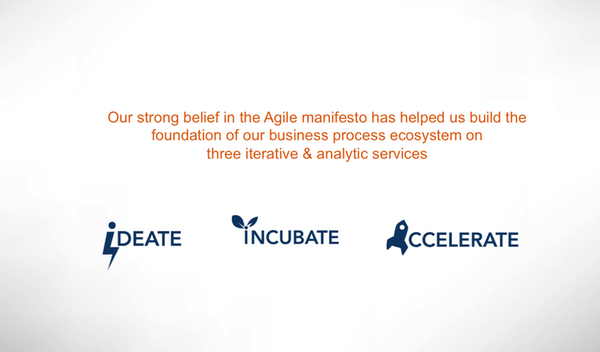 Our strong belief in the Agile manifesto has helped us build the
foundation of our business process ecosystem on
three iterative & analytic services
iDEATE
iNCUBATE
ACCELERATE